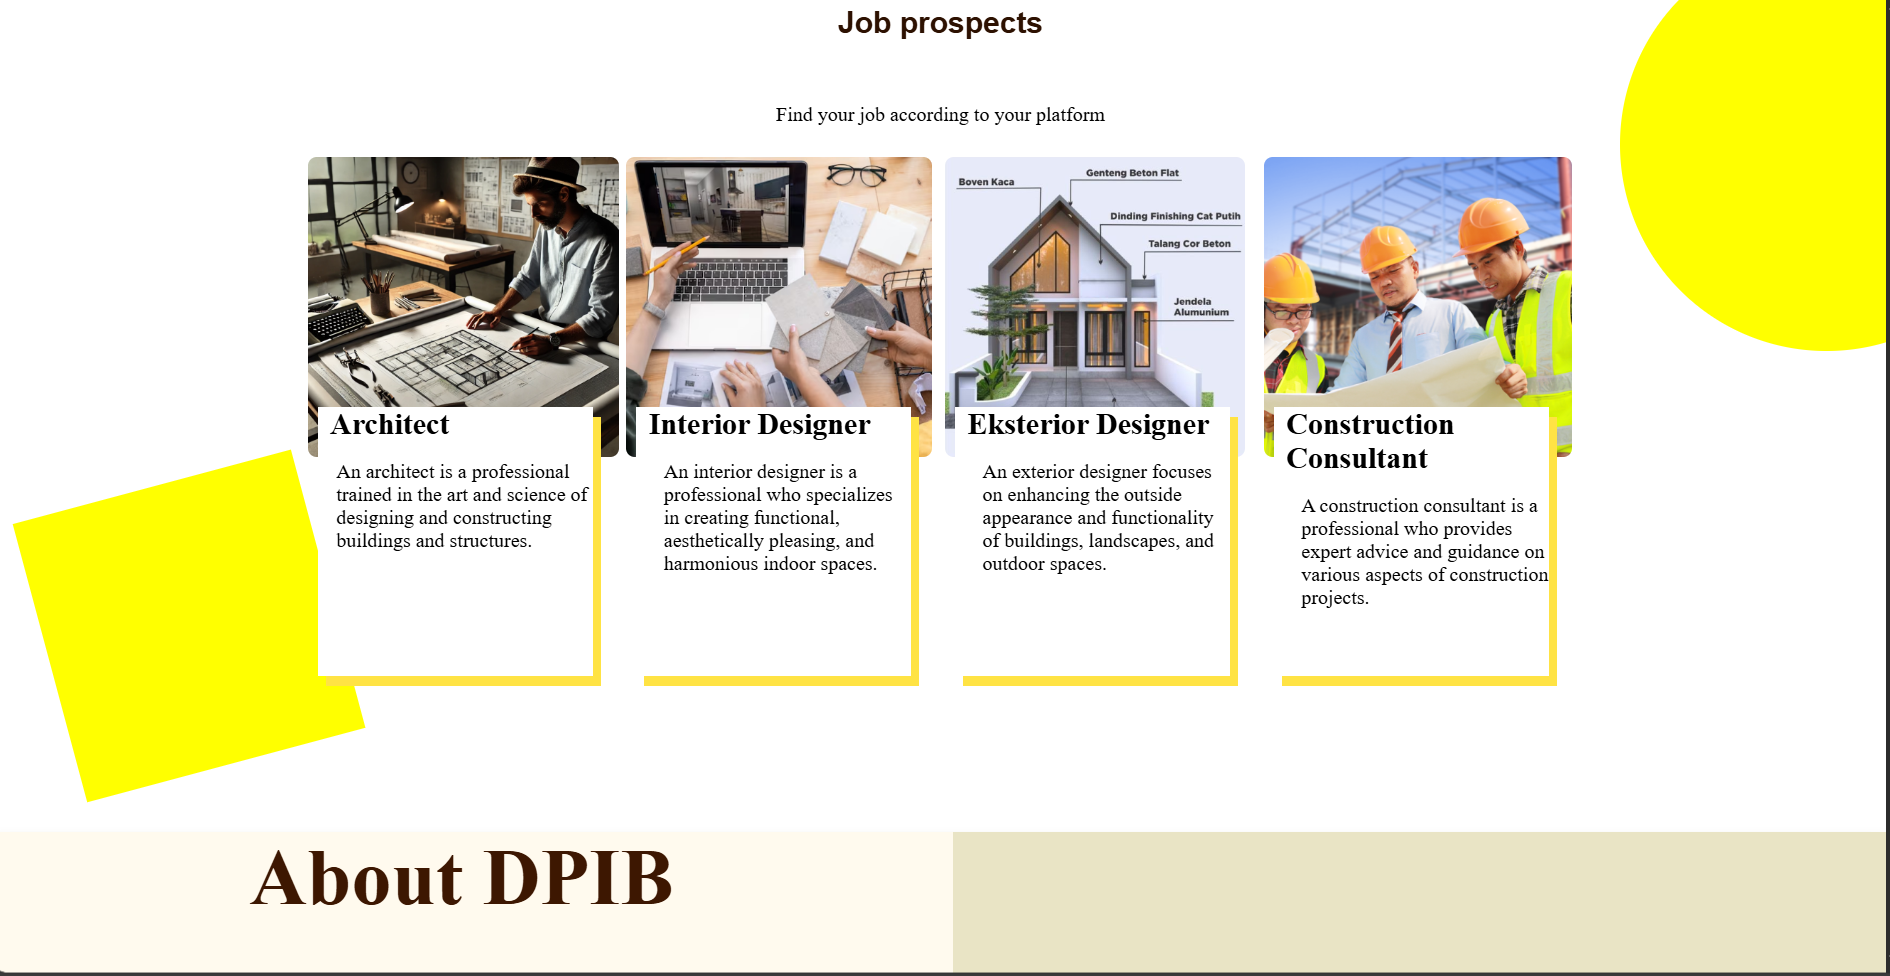 Job prospects
Find your job according to your platform
Boven Kaca
Genteng Beton Flat
Dinding Finishing Cat Putih
Talang Cor Beton
Jendela
Alumunium
Architect
An architect is a professional
trained in the art and science of
designing and constructing
buildings and structures.
Interior Designer
An interior designer is a
professional who specializes
in creating functional,
aesthetically pleasing, and
harmonious indoor spaces.
Eksterior Designer
An exterior designer focuses
on enhancing the outside
appearance and functionality
of buildings, landscapes, and
outdoor spaces.
Construction
Consultant
A construction consultant is a
professional who provides
expert advice and guidance on
various aspects of construction
projects.
About DPIB